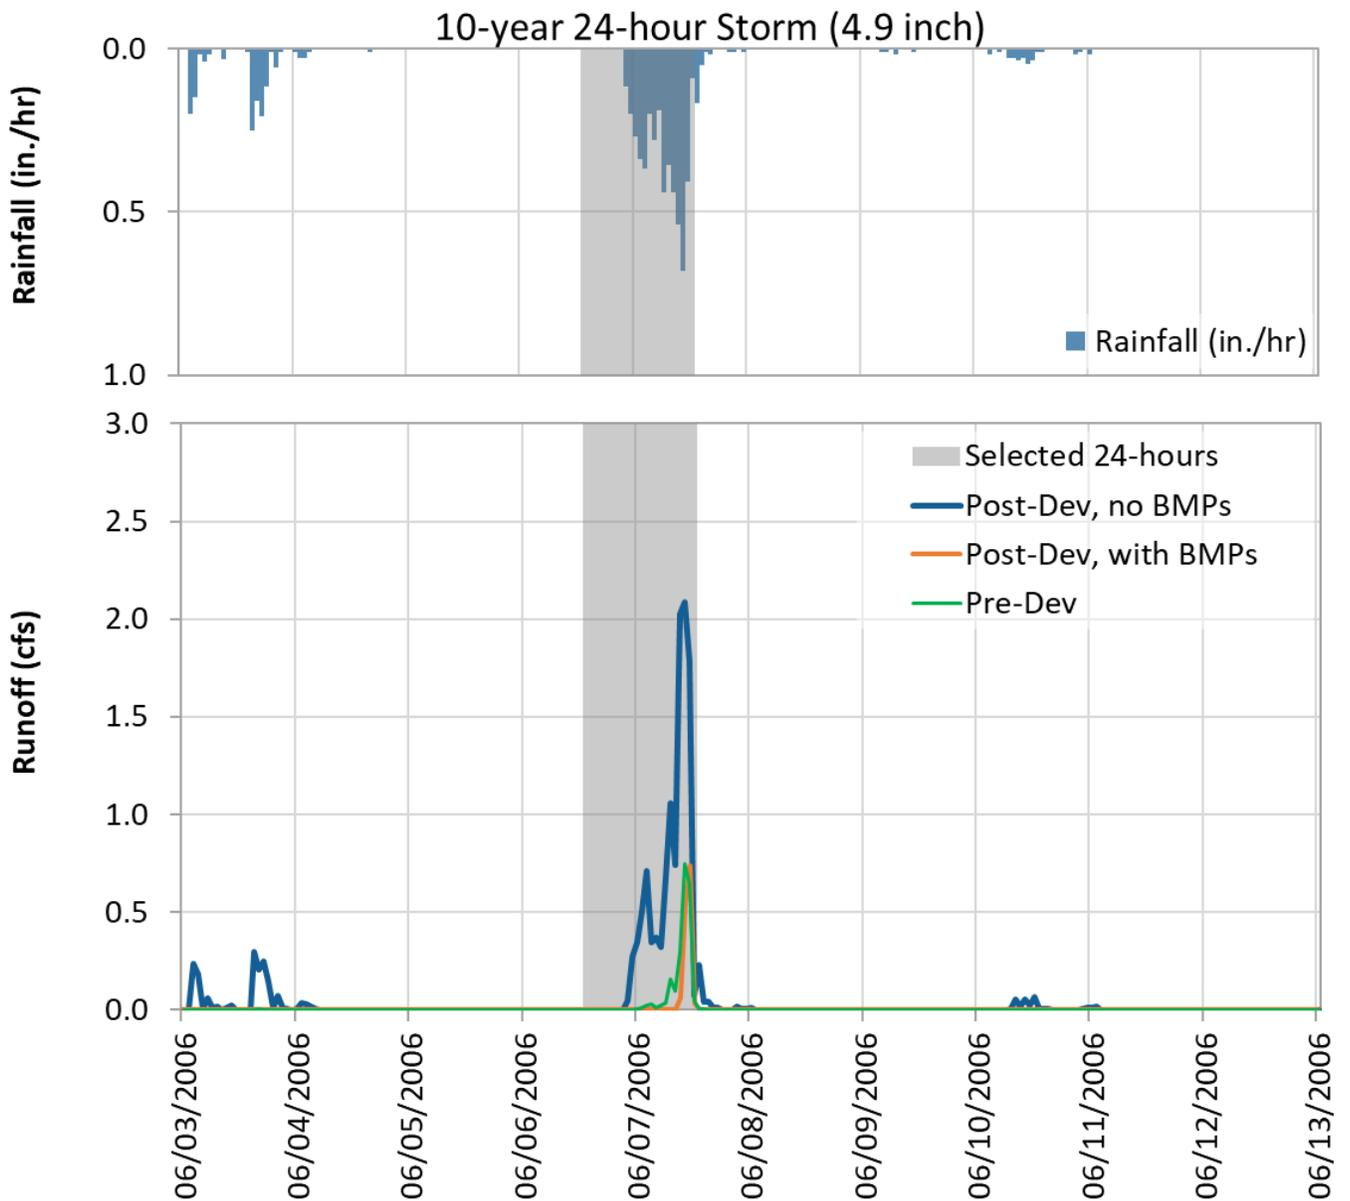 10-year 24-hour Storm (4.9 inch)
0.0
0.5
1.0
Rainfall (in./hr)
Rainfall (in./hr)
3.0
2.5
2.0
1.5
1.0
0.5
0.0
Runoff (cfs)
Selected 24-hours
Post-Dev, no BMPs
Post-Dev, with BMPs
Pre-Dev
06/03/2006
06/04/2006
06/05/2006
06/06/2006
06/07/2006
06/08/2006
06/09/2006
06/10/2006
06/11/2006
06/12/2006
06/13/2006